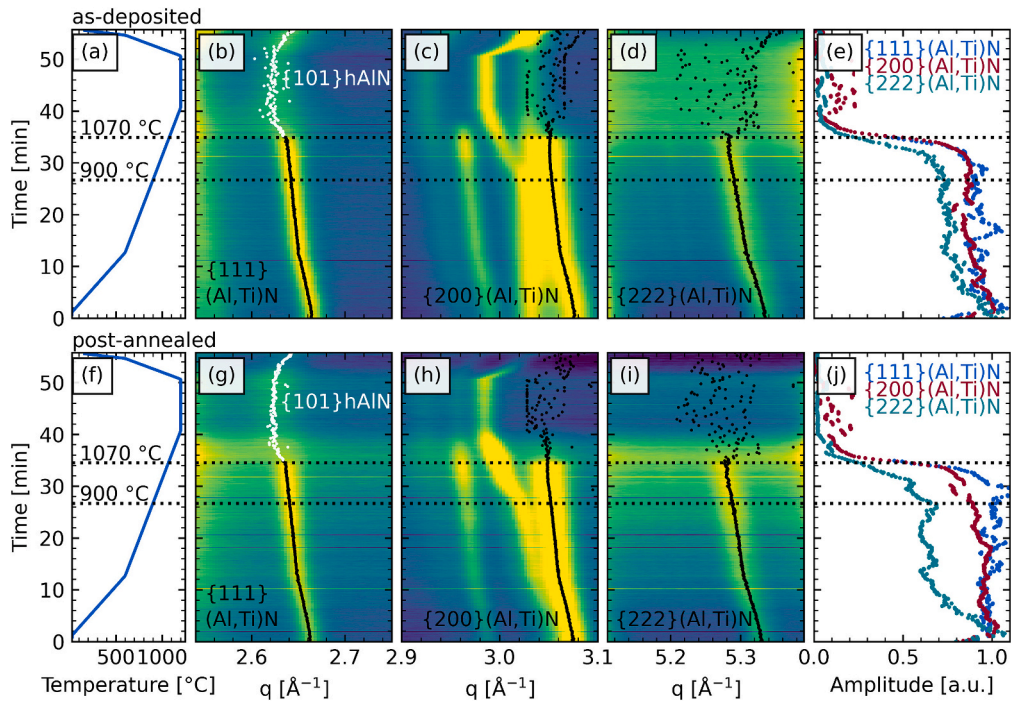 as-deposited
(a) (b) (c) (d) (e)
{111}(Al,Ti)N
{200}(Al,Ti)N
{222}(Al,Ti)N
{101}hAlN
50
40
1070 °C
30
900 °C
20
10
0
Time [min]
{111}
(Al,Ti)N
{200}(Al,Ti)N
{222}(Al,Ti)N
post-annealed
(f) (g) (h) (i) (j)
{111}(Al,Ti)N
{200}(Al,Ti)N
{222}(Al,Ti)N
{101}hAlN
50
40
1070 °C
30
900 °C
20
10
0
Time [min]
{111}
(Al,Ti)N
{200}(Al,Ti)N
{222}(Al,Ti)N
500 1000 2.6 2.7 2.9 3.0 3.1 5.2 5.3 0.0 0.5 1.0
Temperature [°C] q [Å⁻¹] q [Å⁻¹] q [Å⁻¹] Amplitude [a.u.]